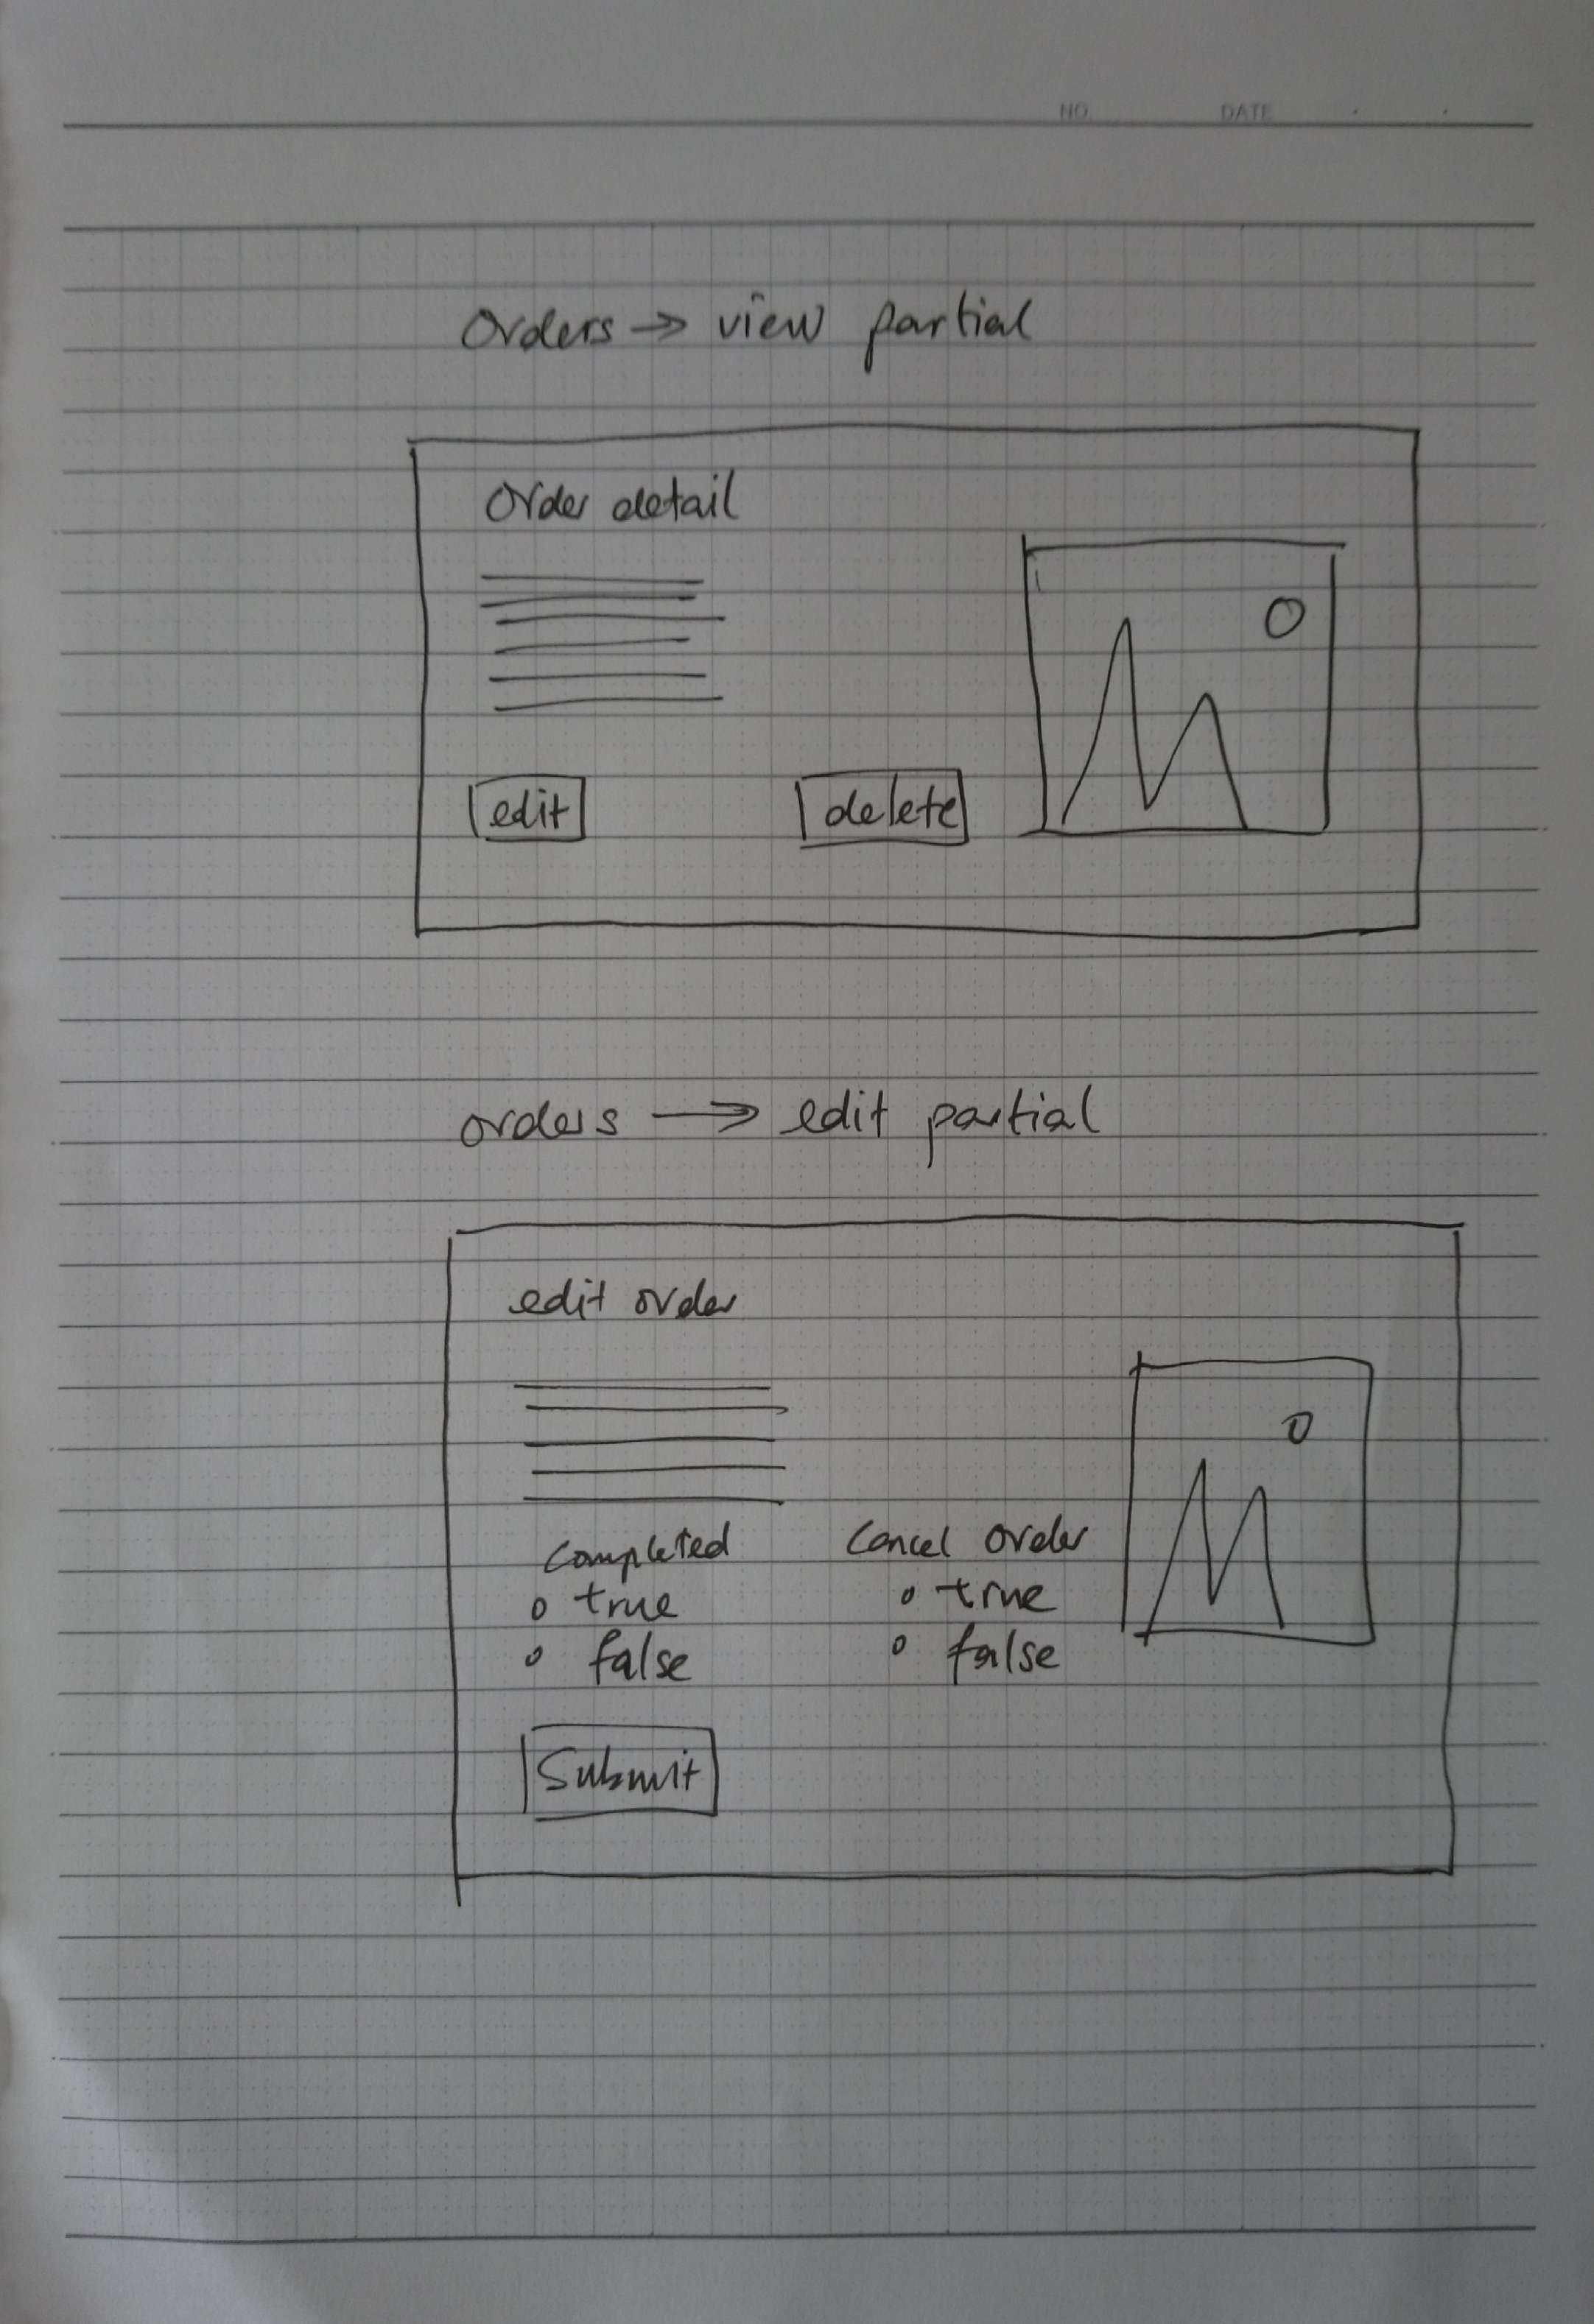 NO DATE
Orders → view partial
Order detail
edit delete
orders → edit partial
edit order
Completed Cancel order
true true
false false
Submit